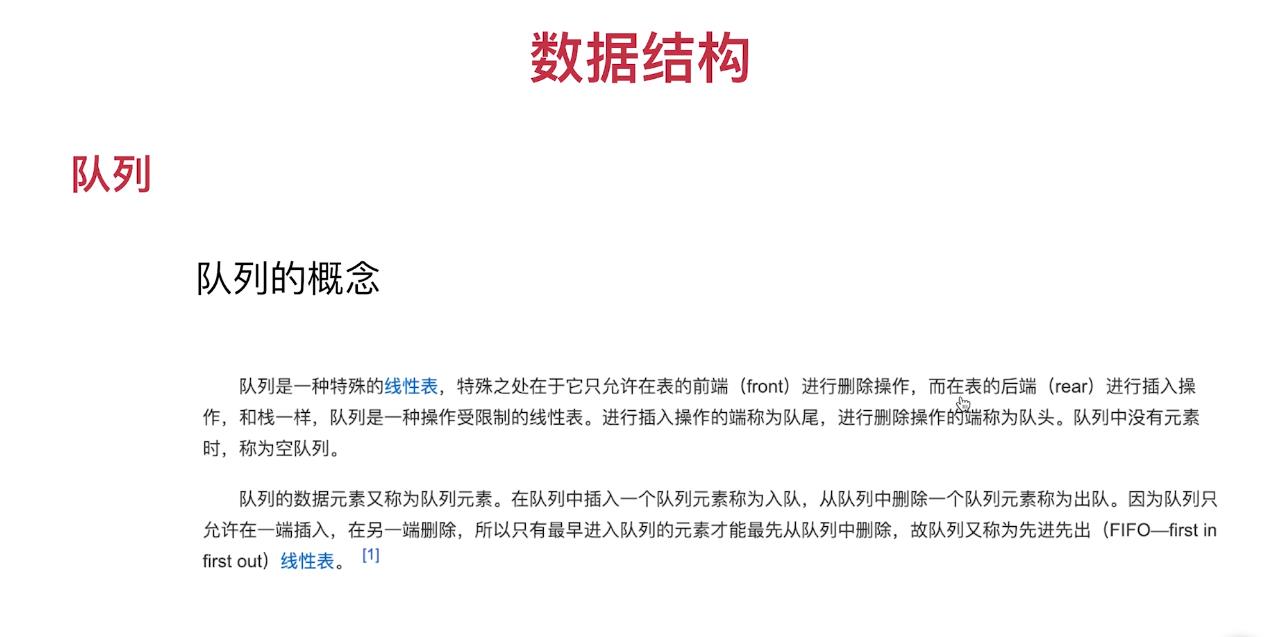 数据结构
队列
队列的概念
队列是一种特殊的线性表，特殊之处在于它只允许在表的前端（front）进行删除操作，而在表的后端（rear）进行插入操
作，和栈一样，队列是一种操作受限制的线性表。进行插入操作的端称为队尾，进行删除操作的端称为队头。队列中没有元素
时，称为空队列。
队列的数据元素又称为队列元素。在队列中插入一个队列元素称为入队，从队列中删除一个队列元素称为出队。因为队列只
允许在一端插入，在另一端删除，所以只有最早进入队列的元素才能最先从队列中删除，故队列又称为先进先出（FIFO—first in
first out）线性表。 [1]